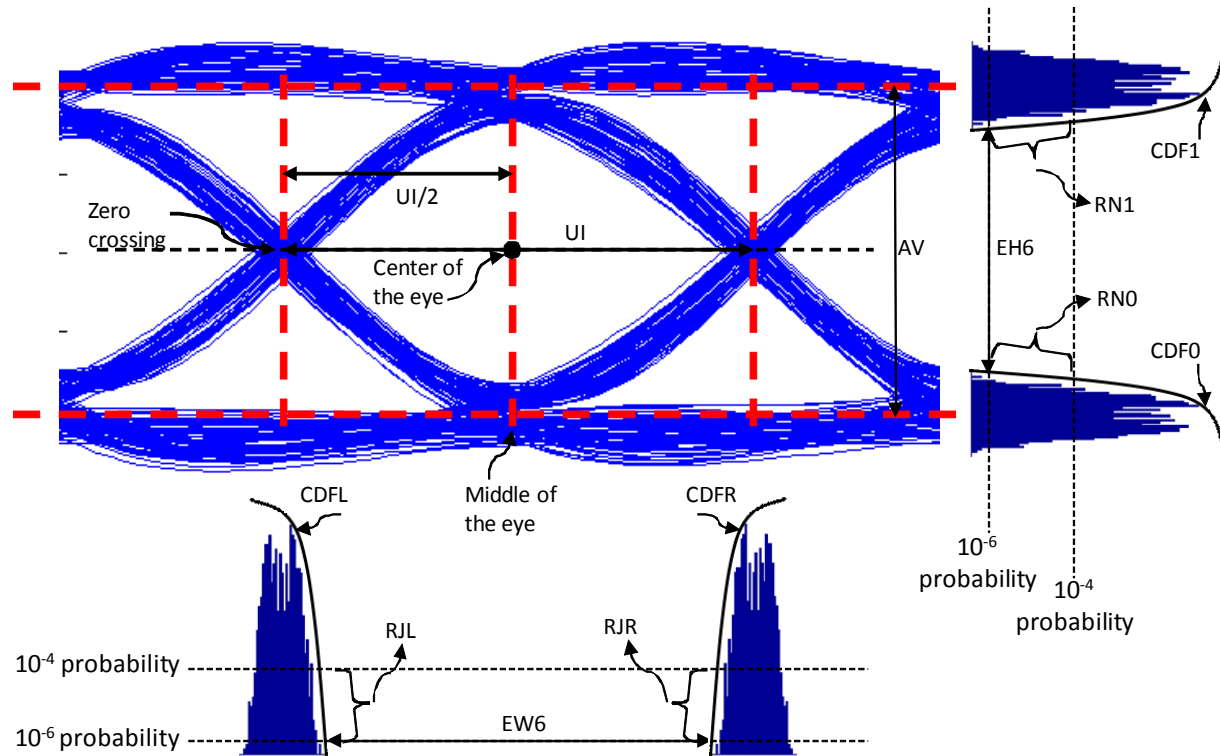 CDF1
RN1
UI/2
Zero
crossing
UI
AV
EH6
Center of
the eye
RN0
CDF0
CDFL
Middle of
the eye
CDFR
10⁻⁶
probability
10⁻⁴
probability
RJL
RJR
10⁻⁴ probability
EW6
10⁻⁶ probability